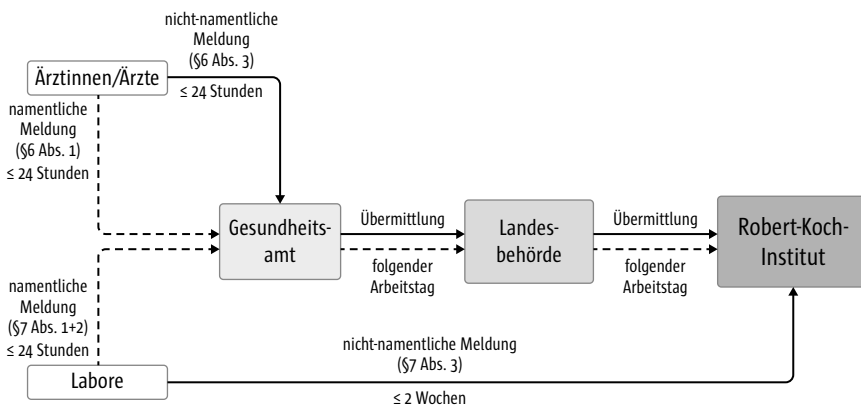 nicht-namentliche
Meldung
(§6 Abs. 3)
≤ 24 Stunden
Ärztinnen/Ärzte
namentliche
Meldung
(§6 Abs. 1)
≤ 24 Stunden
Gesundheits-
amt
Übermittlung
folgender
Arbeitstag
Landes-
behörde
Übermittlung
folgender
Arbeitstag
Robert-Koch-
Institut
namentliche
Meldung
(§7 Abs. 1+2)
≤ 24 Stunden
Labore
nicht-namentliche Meldung
(§7 Abs. 3)
≤ 2 Wochen